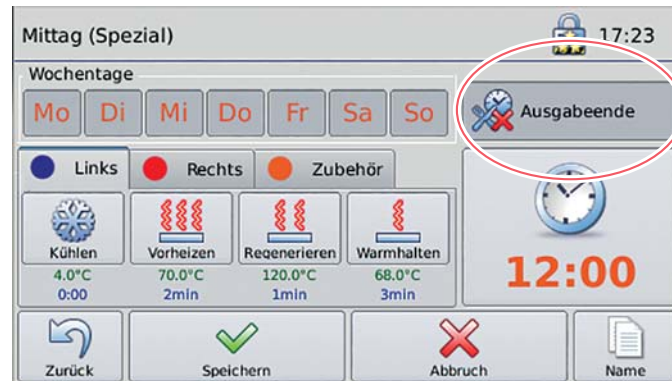 Mittag (Spezial) 17:23
Wochentage
Mo Di Mi Do Fr Sa So
Ausgabeende
Links Rechts Zubehör
Kühlen Vorheizen Regenerieren Warmhalten
4.0°C 70.0°C 120.0°C 68.0°C
0:00 2min 1min 3min
12:00
Zurück Speichern Abbruch Name